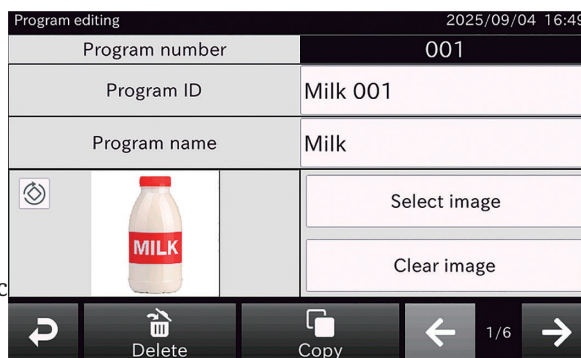 Program editing 2025/09/04 16:49
Program number 001
Program ID Milk 001
Program name Milk
MILK
Select image
Clear image
c
Delete Copy 1/6